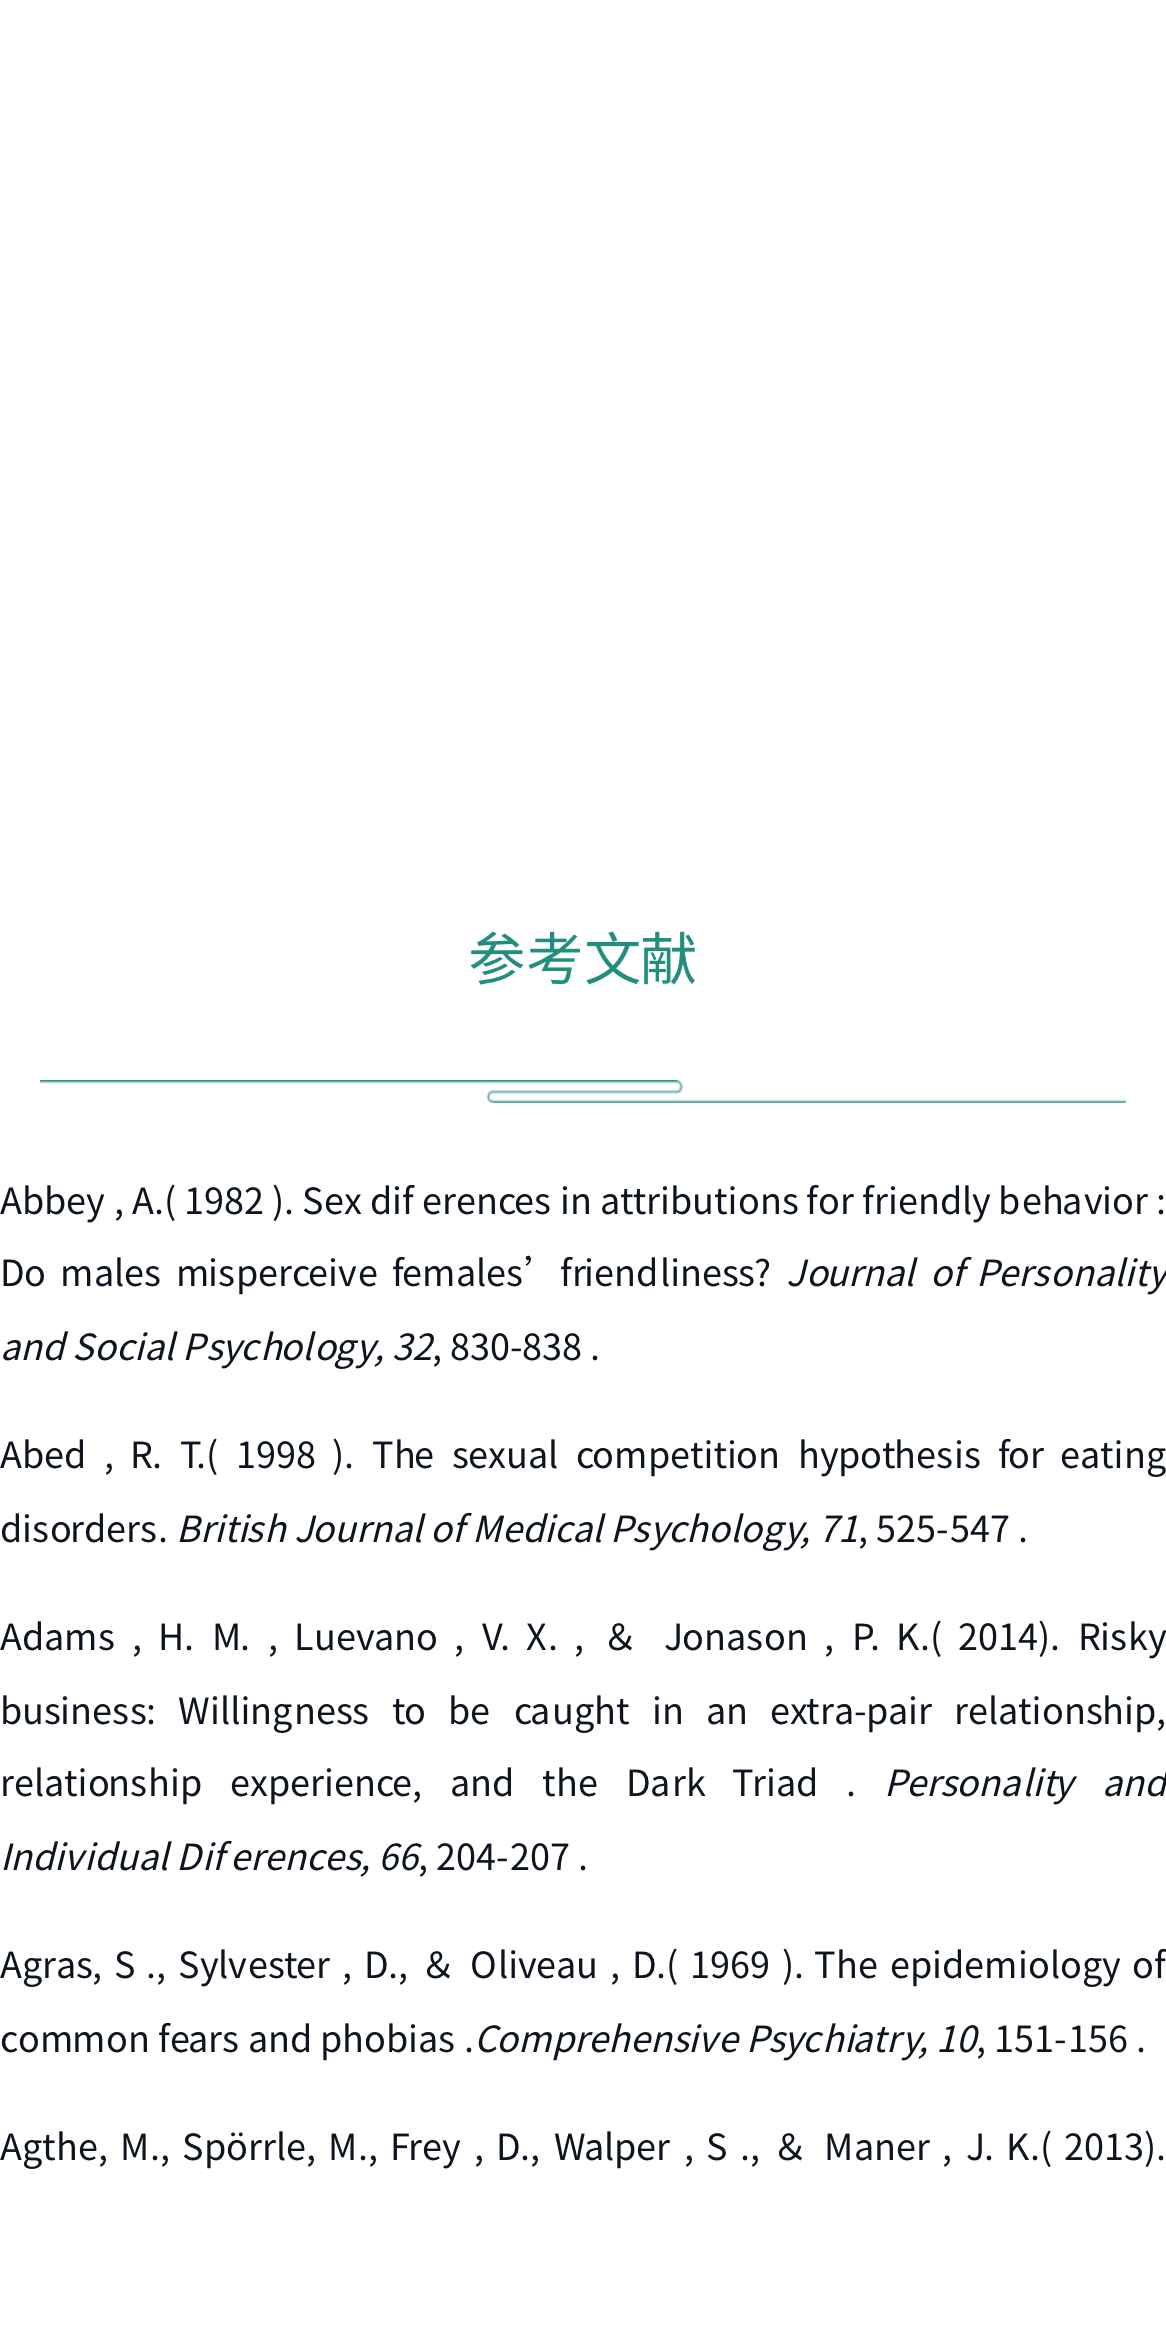 参考文献
Abbey , A.( 1982 ). Sex dif erences in attributions for friendly behavior :
Do males misperceive females’ friendliness? Journal of Personality
and Social Psychology, 32, 830-838 .
Abed , R. T.( 1998 ). The sexual competition hypothesis for eating
disorders. British Journal of Medical Psychology, 71, 525-547 .
Adams , H. M. , Luevano , V. X. , & Jonason , P. K.( 2014). Risky
business: Willingness to be caught in an extra-pair relationship,
relationship experience, and the Dark Triad . Personality and
Individual Dif erences, 66, 204-207 .
Agras, S ., Sylvester , D., & Oliveau , D.( 1969 ). The epidemiology of
common fears and phobias .Comprehensive Psychiatry, 10, 151-156 .
Agthe, M., Spörrle, M., Frey , D., Walper , S ., & Maner , J. K.( 2013).